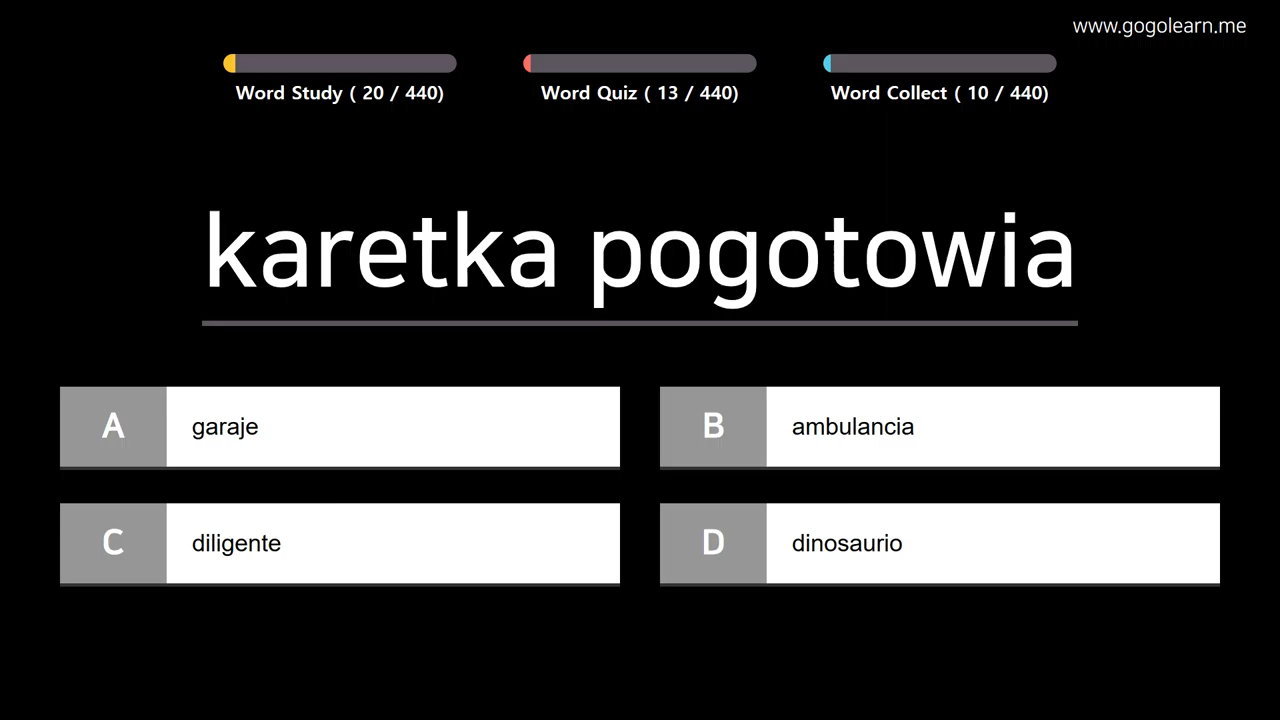 www.gogolearn.me
Word Study ( 20 / 440)
Word Quiz ( 13 / 440)
Word Collect ( 10 / 440)
karetka pogotowia
A garaje
B ambulancia
C diligente
D dinosaurio